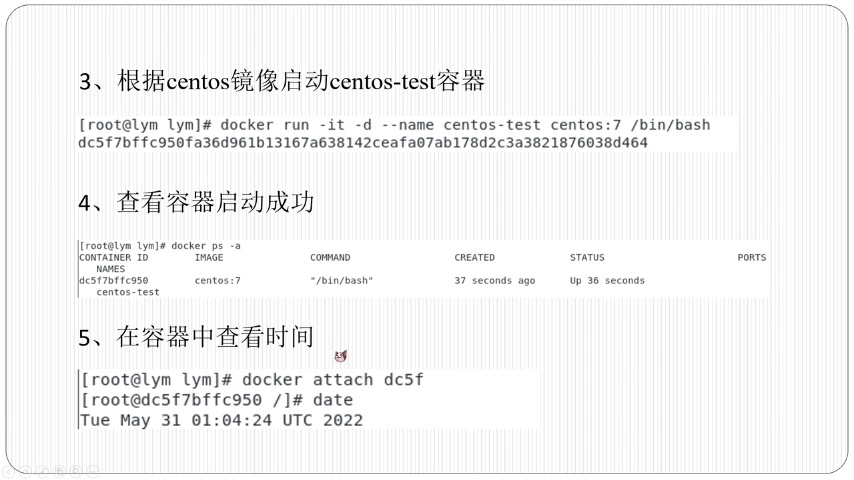 3、根据centos镜像启动centos-test容器
[root@lym lym]# docker run -it -d --name centos-test centos:7 /bin/bash
dc5f7bffc950fa36d961b13167a638142ceafa07ab178d2c3a3821876038d464
4、查看容器启动成功
[root@lym lym]# docker ps -a
CONTAINER ID IMAGE COMMAND CREATED STATUS PORTS
NAMES
dc5f7bffc950 centos:7 "/bin/bash" 37 seconds ago Up 36 seconds
centos-test
5、在容器中查看时间
[root@lym lym]# docker attach dc5f
[root@dc5f7bffc950 /]# date
Tue May 31 01:04:24 UTC 2022